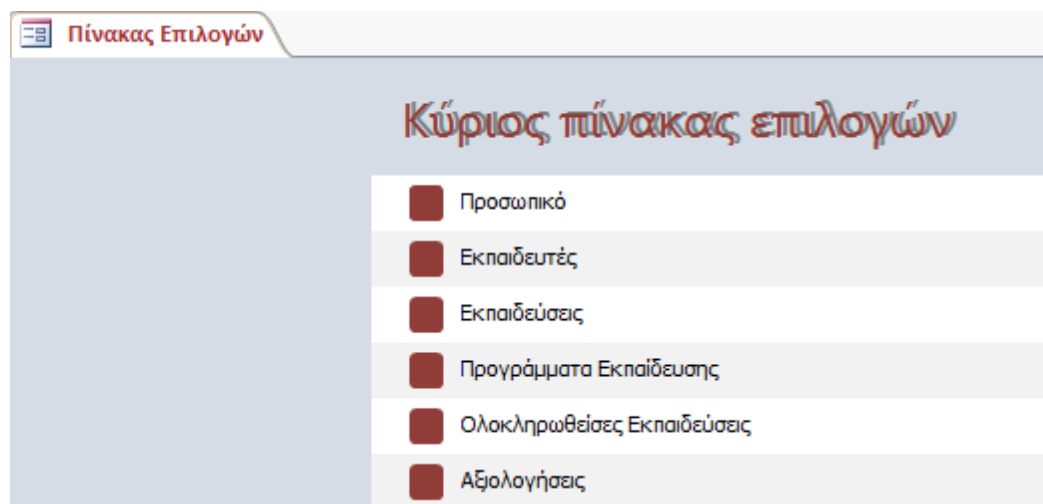 Πίνακας Επιλογών
Κύριος πίνακας επιλογών
Προσωπικό
Εκπαιδευτές
Εκπαιδεύσεις
Προγράμματα Εκπαίδευσης
Ολοκληρωθείσες Εκπαιδεύσεις
Αξιολογήσεις